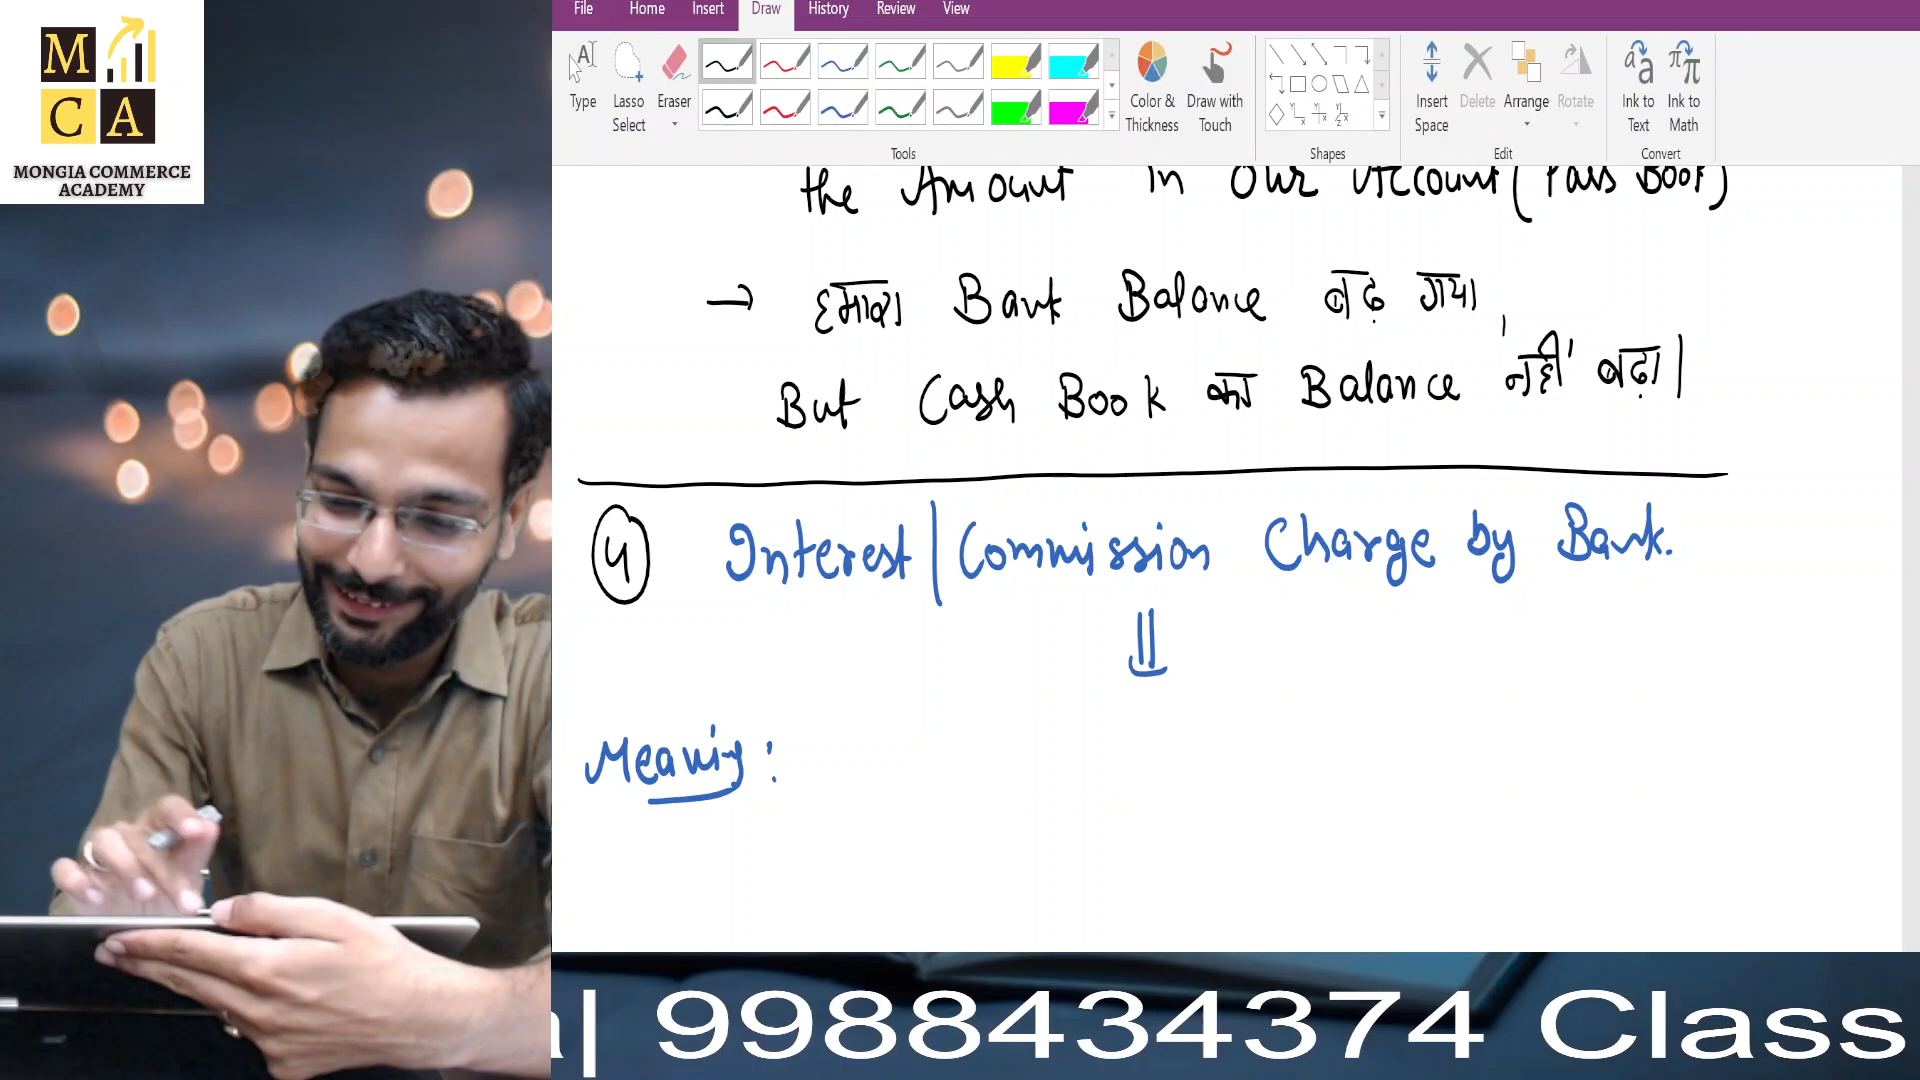 M
C A
MONGIA COMMERCE
ACADEMY
File Home Insert Draw History Review View
Type
Lasso
Select
Eraser
Color &
Thickness
Draw with
Touch
Insert
Space
Delete
Arrange
Rotate
Ink to
Text
Ink to
Math
Tools Shapes Edit Convert
the Amount in Our Account (Pass Book)
→ हमारा Bank Balance बढ़ गया,
But Cash Book का Balance 'नहीं' बढ़ा।
4 Interest | Commission Charge by Bank.
Meaning:
a| 9988434374 Class